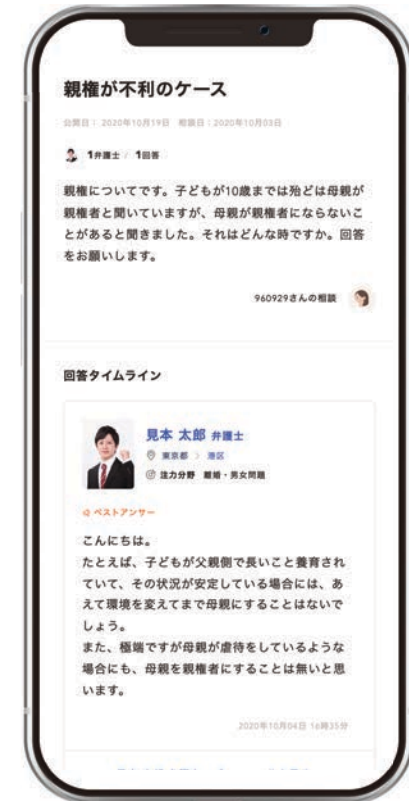 親権が不利のケース
公開日： 2020年10月19日 相談日：2020年10月03日
1弁護士 / 1回答
親権についてです。子どもが10歳までは殆どは母親が
親権者と聞いていますが、母親が親権者にならないこ
とがあると聞きました。それはどんな時ですか。回答
をお願いします。
960929さんの相談
回答タイムライン
見本 太郎 弁護士
東京都 > 港区
注力分野 離婚・男女問題
ベストアンサー
こんにちは。
たとえば、子どもが父親側で長いこと養育され
ていて、その状況が安定している場合には、あ
えて環境を変えてまで母親にすることはないで
しょう。
また、極端ですが母親が虐待をしているような
場合にも、母親を親権者にすることは無いと思
います。
2020年10月04日 16時35分